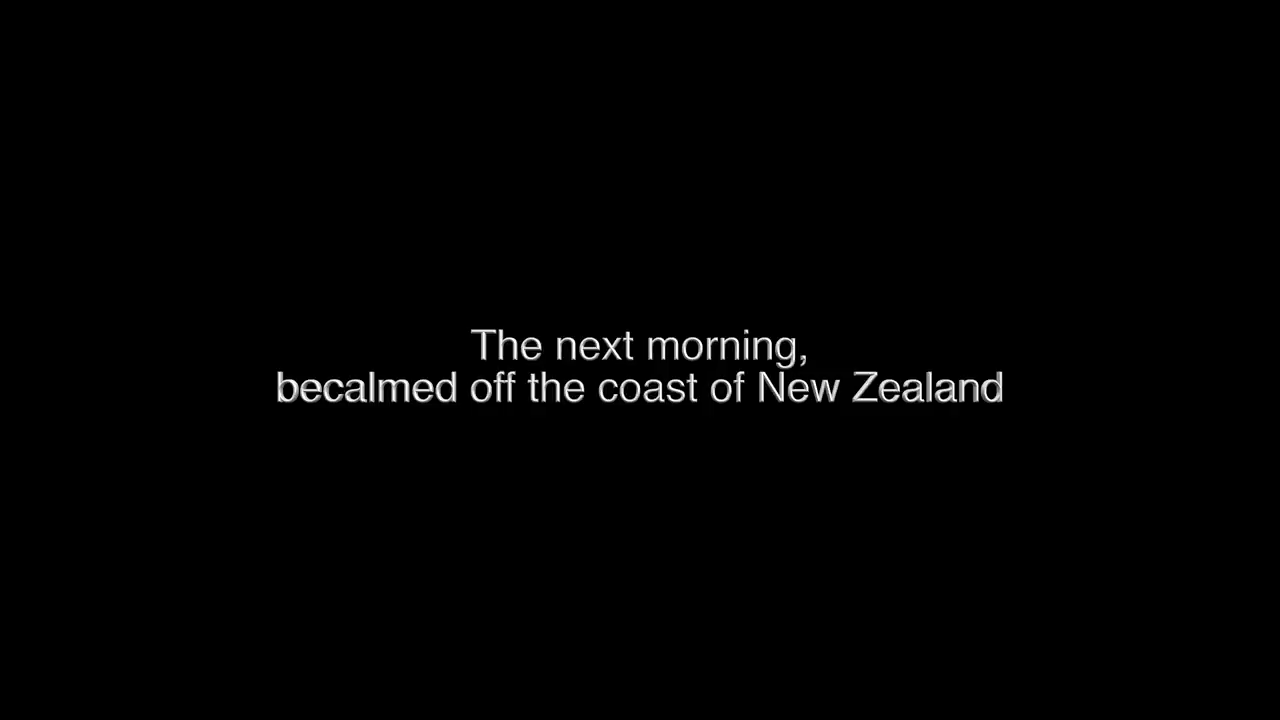 The next morning,
becalmed off the coast of New Zealand